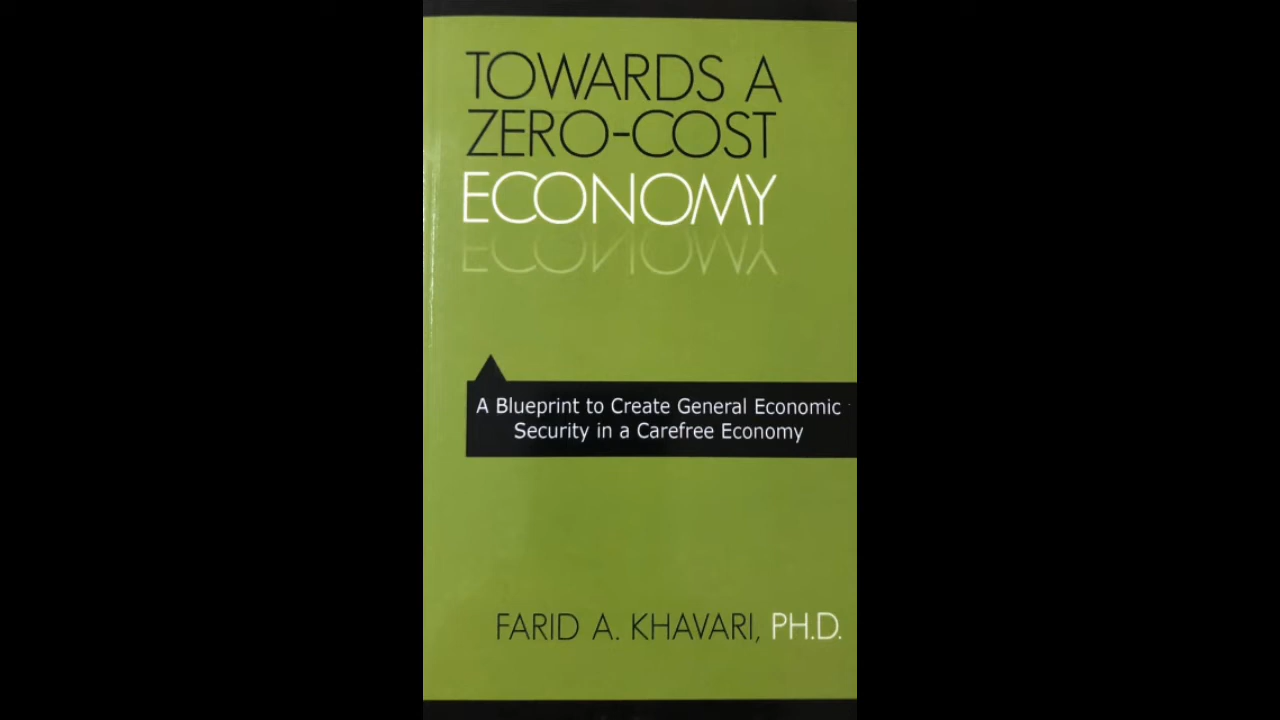 TOWARDS A
ZERO-COST
ECONOMY
A Blueprint to Create General Economic
Security in a Carefree Economy
FARID A. KHAVARI, PH.D.